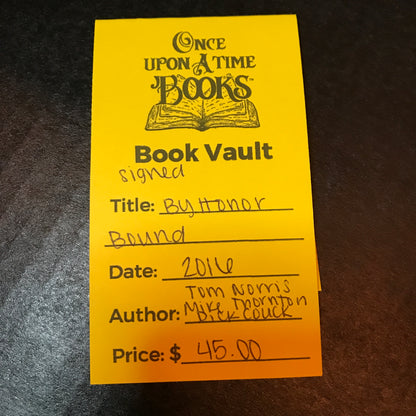 ONCE
UPON A TIME
BOOKS™
Book Vault
signed
Title: By Honor
Bound
Date: 2016
Tom Norris
Mike Thornton
Author: Dick Couch
Price: $ 45.00